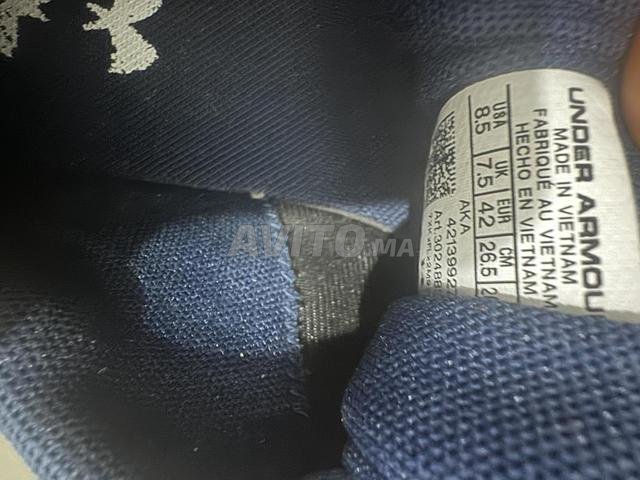 UNDER ARMOU
MADE IN VIETNAM
FABRIQUÉ AU VIETNAM
HECHO EN VIETNAM
USA UK EUR CM
8.5 7.5 42 26.5
AKA
AVITO.MA